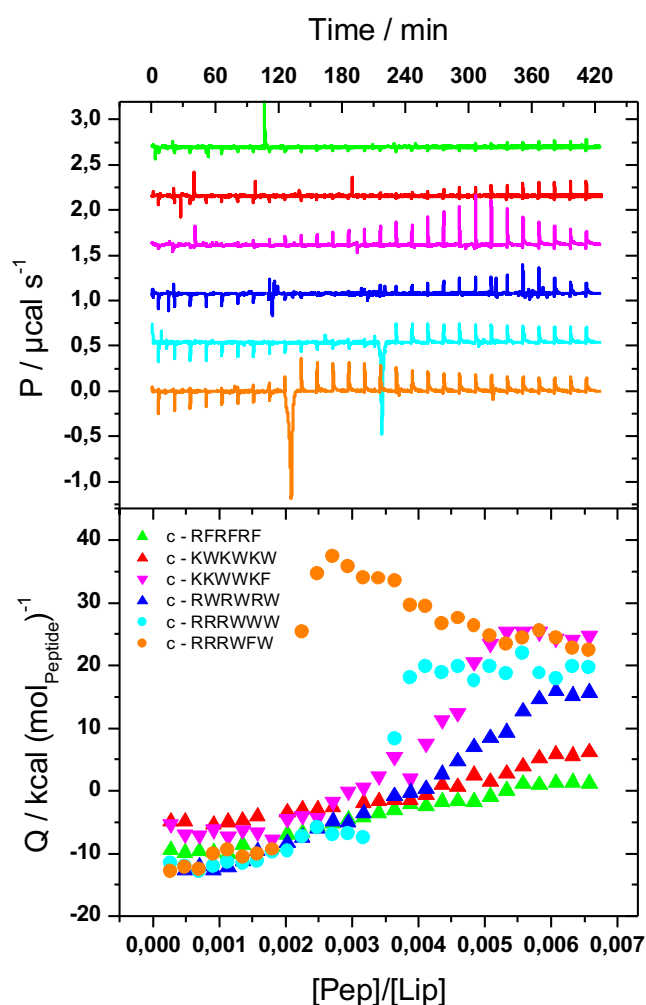 Time / min
0 60 120 180 240 300 360 420
P / µcal s⁻¹
3,0
2,5
2,0
1,5
1,0
0,5
0,0
-0,5
-1,0
Q / kcal (mol_Peptide)⁻¹
40
30
20
10
0
-10
-20
c - RFRFRF
c - KWKWKW
c - KKWWKF
c - RWRWRW
c - RRRWWW
c - RRRWFW
0,000 0,001 0,002 0,003 0,004 0,005 0,006 0,007
[Pep]/[Lip]